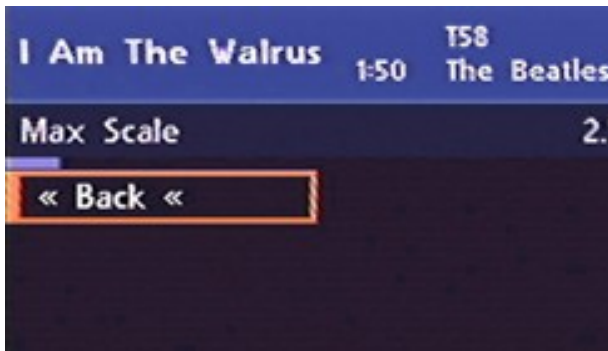 I Am The Walrus
1:50
T58
The Beatles
Max Scale 2.
« Back «